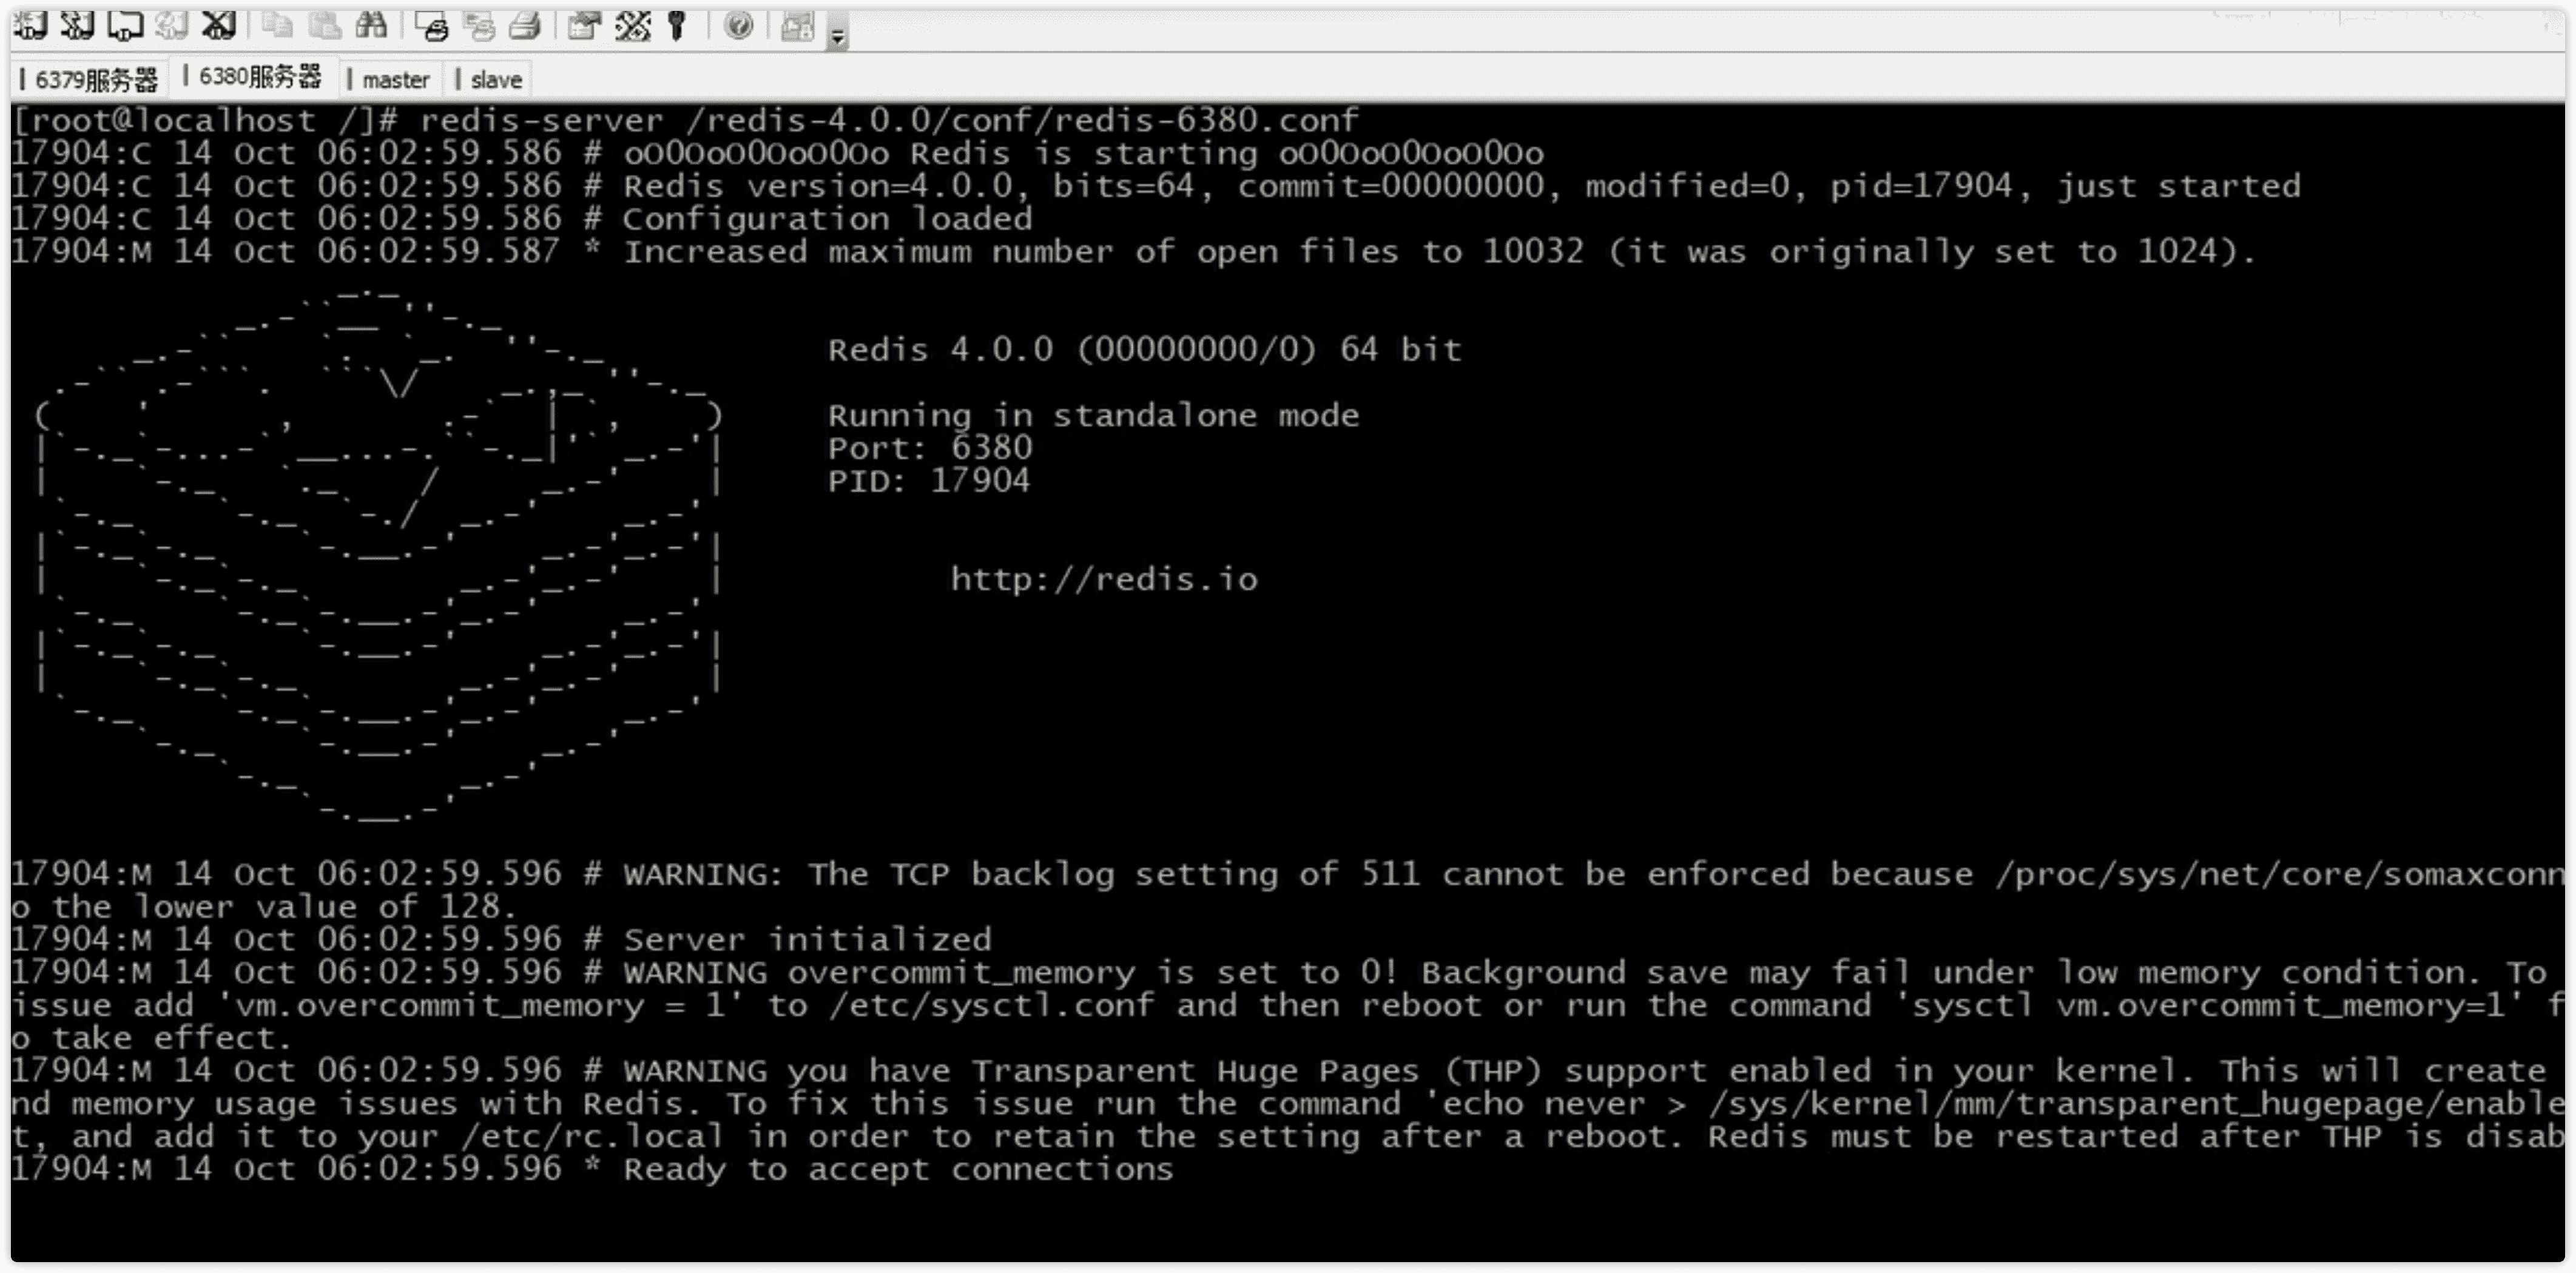 6379服务器 6380服务器 master slave
[root@localhost /]# redis-server /redis-4.0.0/conf/redis-6380.conf
17904:C 14 Oct 06:02:59.586 # oO0OoO0OoO0Oo Redis is starting oO0OoO0OoO0Oo
17904:C 14 Oct 06:02:59.586 # Redis version=4.0.0, bits=64, commit=00000000, modified=0, pid=17904, just started
17904:C 14 Oct 06:02:59.586 # Configuration loaded
17904:M 14 Oct 06:02:59.587 * Increased maximum number of open files to 10032 (it was originally set to 1024).
Redis 4.0.0 (00000000/0) 64 bit
Running in standalone mode
Port: 6380
PID: 17904
http://redis.io
17904:M 14 Oct 06:02:59.596 # WARNING: The TCP backlog setting of 511 cannot be enforced because /proc/sys/net/core/somaxconn
o the lower value of 128.
17904:M 14 Oct 06:02:59.596 # Server initialized
17904:M 14 Oct 06:02:59.596 # WARNING overcommit_memory is set to 0! Background save may fail under low memory condition. To
issue add 'vm.overcommit_memory = 1' to /etc/sysctl.conf and then reboot or run the command 'sysctl vm.overcommit_memory=1' f
o take effect.
17904:M 14 Oct 06:02:59.596 # WARNING you have Transparent Huge Pages (THP) support enabled in your kernel. This will create
nd memory usage issues with Redis. To fix this issue run the command 'echo never > /sys/kernel/mm/transparent_hugepage/enable
t, and add it to your /etc/rc.local in order to retain the setting after a reboot. Redis must be restarted after THP is disab
17904:M 14 Oct 06:02:59.596 * Ready to accept connections